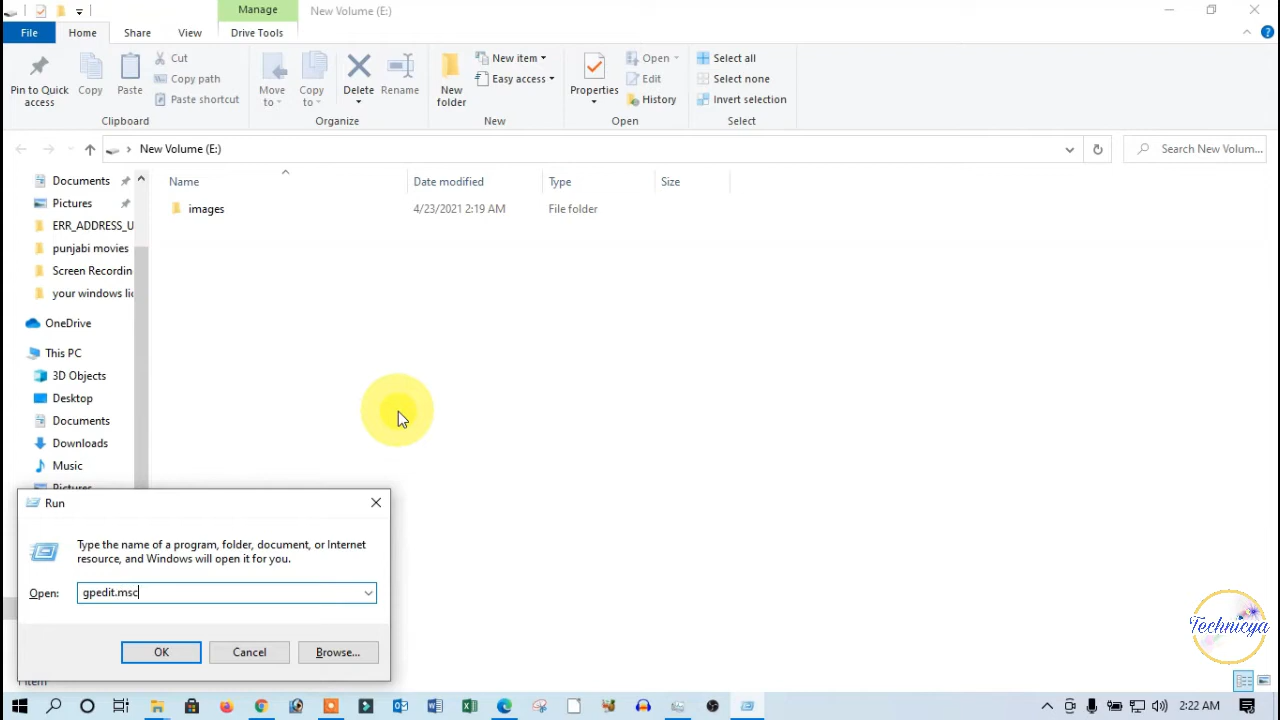 Manage
New Volume (E:)
File
Home
Share
View
Drive Tools
Pin to Quick
access
Copy
Paste
Cut
Copy path
Paste shortcut
Clipboard
Move
to
Copy
to
Delete
Rename
Organize
New
folder
New item
Easy access
New
Properties
Open
Edit
History
Open
Select all
Select none
Invert selection
Select
New Volume (E:)
Search New Volum...
Name
Date modified
Type
Size
images
4/23/2021 2:19 AM
File folder
Documents
Pictures
ERR_ADDRESS_U
punjabi movies
Screen Recordin
your windows lic
OneDrive
This PC
3D Objects
Desktop
Documents
Downloads
Music
Pictures
Run
Type the name of a program, folder, document, or Internet
resource, and Windows will open it for you.
Open:
gpedit.msc
OK
Cancel
Browse...
1 item
Technicya
2:22 AM